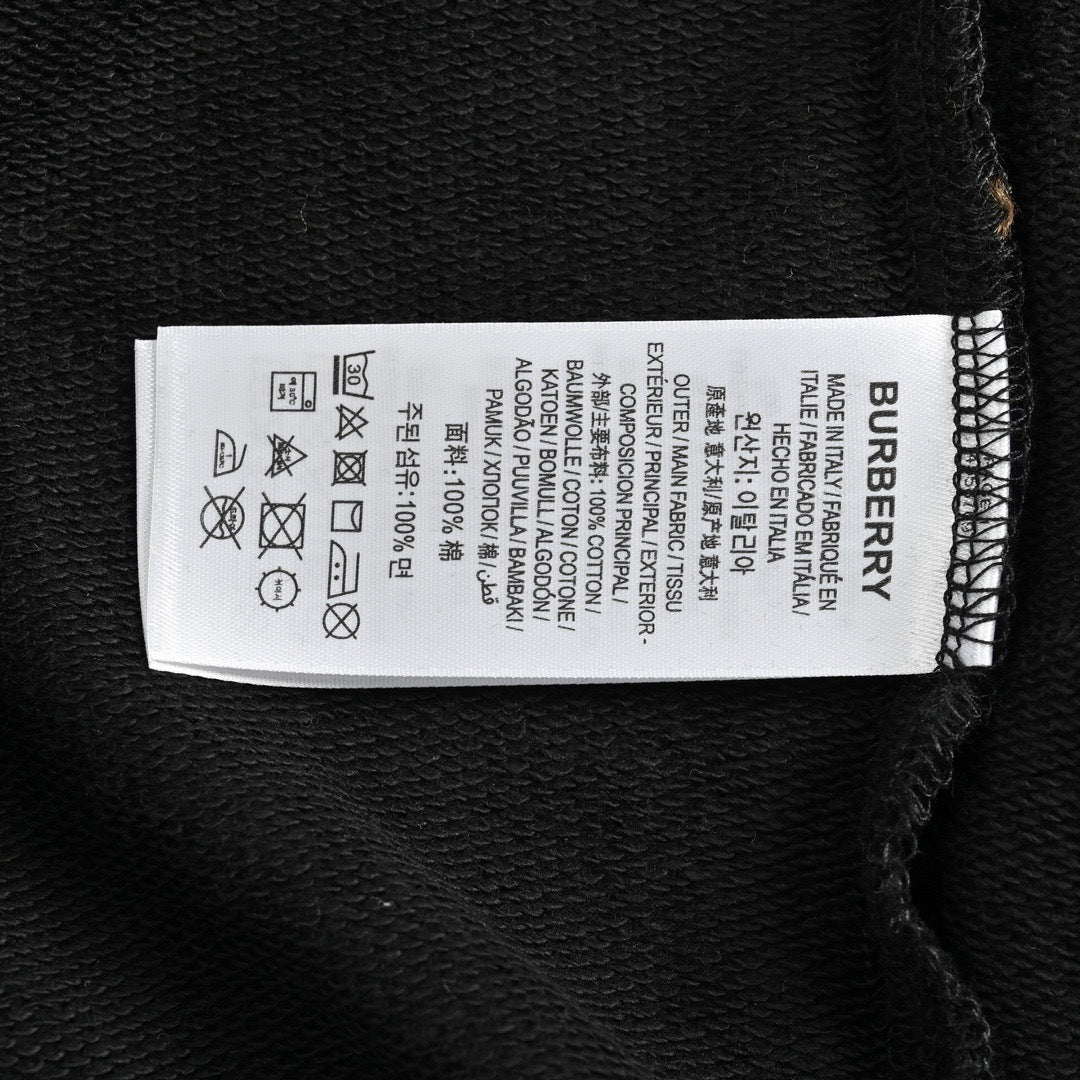 BURBERRY
MADE IN ITALY / FABRIQUÉ EN
ITALIE / FABRICADO EM ITÁLIA /
HECHO EN ITALIA
원산지: 이탈리아
原產地 意大利/原产地 意大利
OUTER / MAIN FABRIC / TISSU
EXTÉRIEUR / PRINCIPAL / EXTERIOR -
COMPOSICION PRINCIPAL /
外部/主要布料: 100% COTTON /
BAUMWOLLE / COTON / COTONE /
KATOEN / BOMULL / ALGODÓN /
ALGODÃO / PUUVILLA / BAMBAKI /
PAMUK / ΧΠΟΠΟΚ / 棉 / قطن
面料: 100% 棉
주된 섬유: 100% 면
30